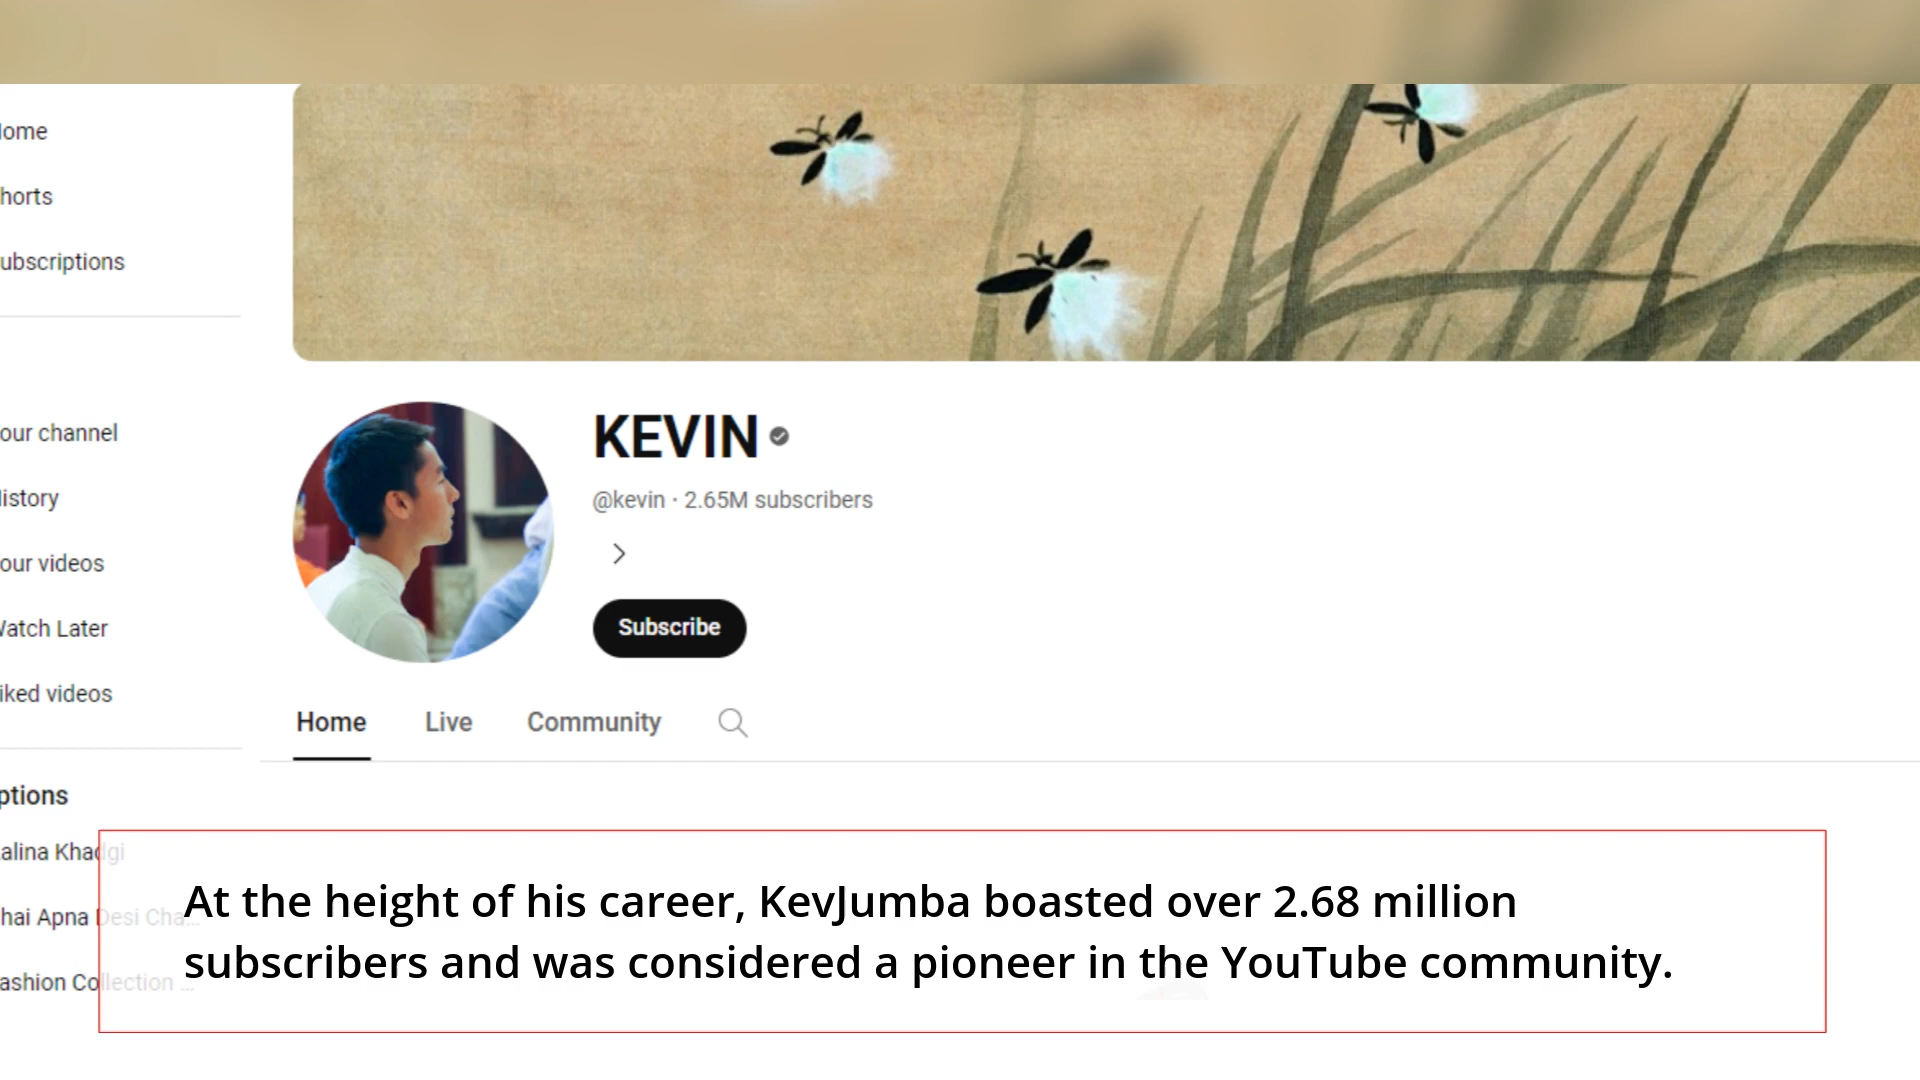 ome
horts
ubscriptions
our channel
istory
our videos
Watch Later
iked videos
ptions
alina Khadgi
hai Apna Desi Cha...
ashion Collection ...
KEVIN
@kevin · 2.65M subscribers
Subscribe
Home Live Community
At the height of his career, KevJumba boasted over 2.68 million
subscribers and was considered a pioneer in the YouTube community.